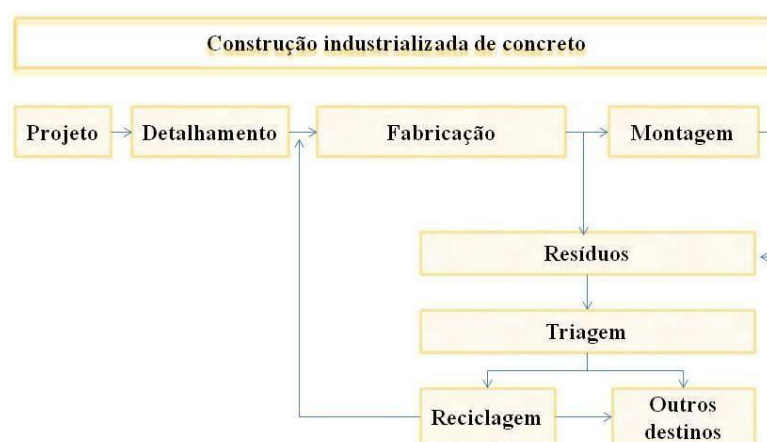 Construção industrializada de concreto
Projeto
Detalhamento
Fabricação
Montagem
Resíduos
Triagem
Reciclagem
Outros
destinos